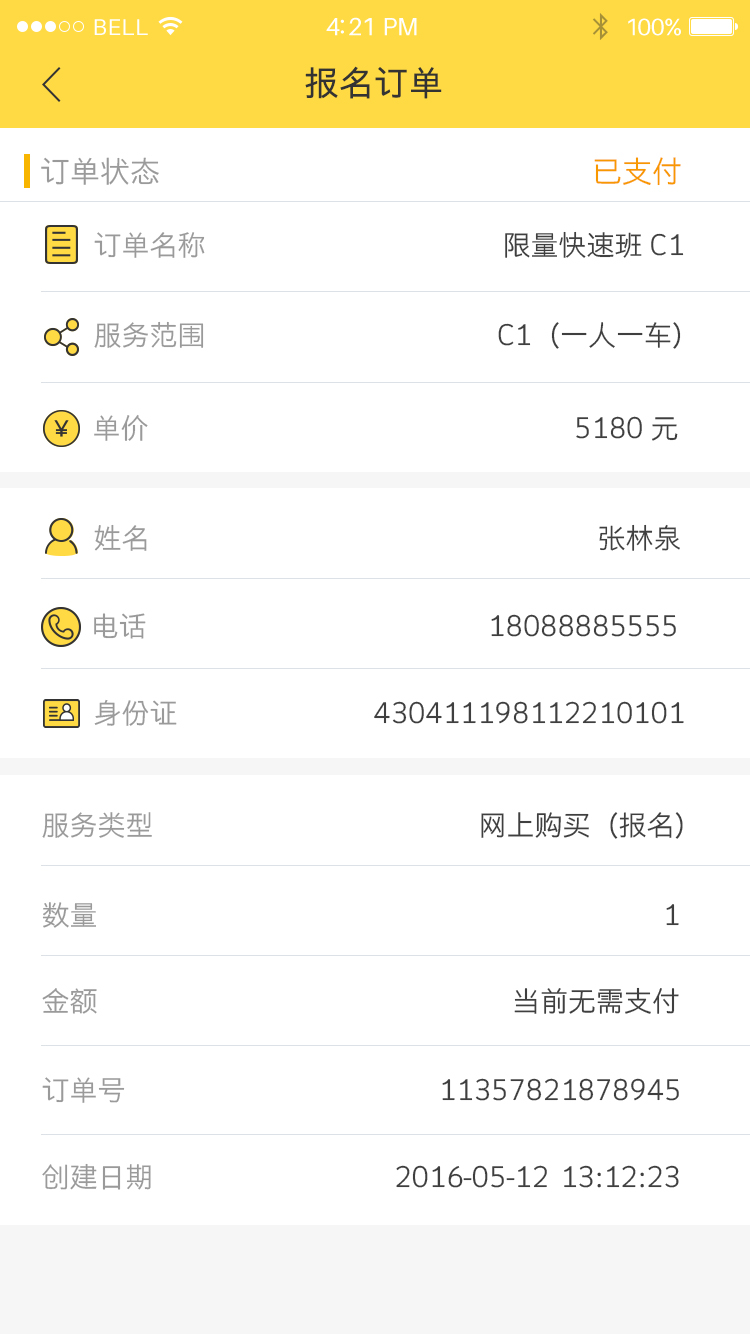 BELL 4:21 PM 100%
报名订单
订单状态 已支付
订单名称 限量快速班 C1
服务范围 C1（一人一车）
¥ 单价 5180 元
姓名 张林泉
电话 18088885555
身份证 430411198112210101
服务类型 网上购买（报名）
数量 1
金额 当前无需支付
订单号 11357821878945
创建日期 2016-05-12 13:12:23